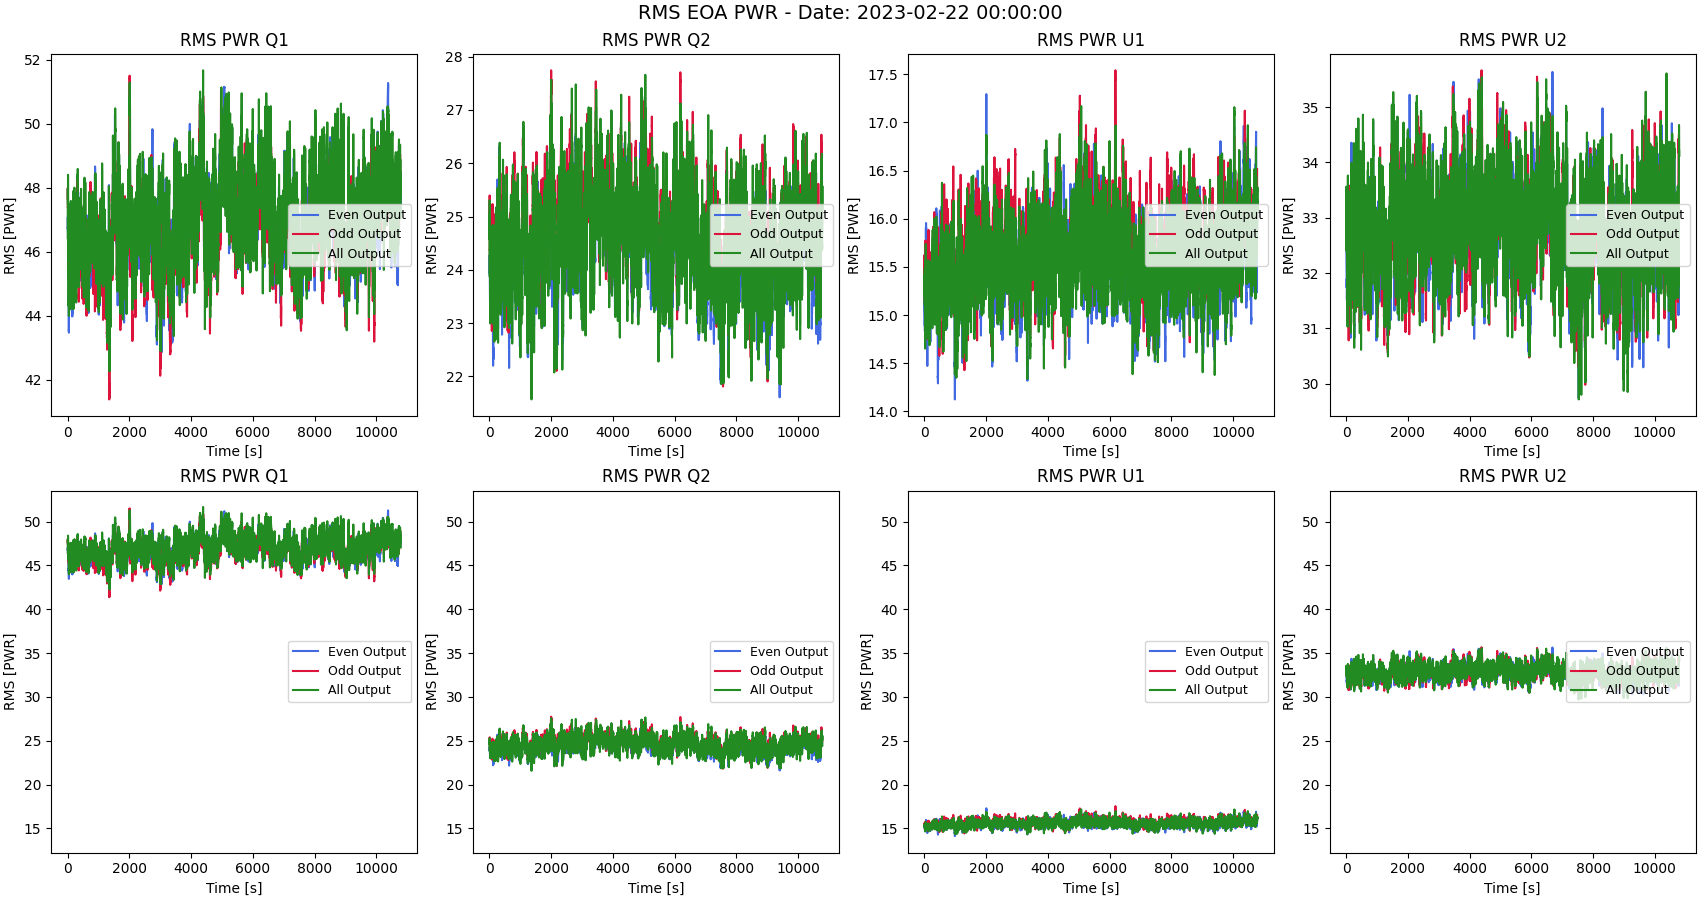 RMS EOA PWR - Date: 2023-02-22 00:00:00
RMS PWR Q1
RMS [PWR]
52
50
48
46
44
42
Even Output
Odd Output
All Output
0 2000 4000 6000 8000 10000
Time [s]
RMS PWR Q2
RMS [PWR]
28
27
26
25
24
23
22
Even Output
Odd Output
All Output
0 2000 4000 6000 8000 10000
Time [s]
RMS PWR U1
RMS [PWR]
17.5
17.0
16.5
16.0
15.5
15.0
14.5
14.0
Even Output
Odd Output
All Output
0 2000 4000 6000 8000 10000
Time [s]
RMS PWR U2
RMS [PWR]
35
34
33
32
31
30
Even Output
Odd Output
All Output
0 2000 4000 6000 8000 10000
Time [s]
RMS PWR Q1
RMS [PWR]
50
45
40
35
30
25
20
15
Even Output
Odd Output
All Output
0 2000 4000 6000 8000 10000
Time [s]
RMS PWR Q2
RMS [PWR]
50
45
40
35
30
25
20
15
Even Output
Odd Output
All Output
0 2000 4000 6000 8000 10000
Time [s]
RMS PWR U1
RMS [PWR]
50
45
40
35
30
25
20
15
Even Output
Odd Output
All Output
0 2000 4000 6000 8000 10000
Time [s]
RMS PWR U2
RMS [PWR]
50
45
40
35
30
25
20
15
Even Output
Odd Output
All Output
0 2000 4000 6000 8000 10000
Time [s]